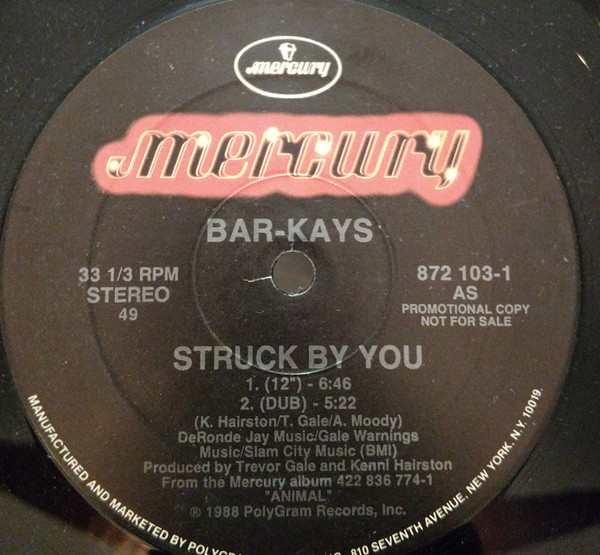 mercury
mercury
BAR-KAYS
33 1/3 RPM
STEREO
49
872 103-1
AS
PROMOTIONAL COPY
NOT FOR SALE
STRUCK BY YOU
1. (12") - 6:46
2. (DUB) - 5:22
(K. Hairston/T. Gale/A. Moody)
DeRonde Jay Music/Gale Warnings
Music/Slam City Music (BMI)
Produced by Trevor Gale and Kenni Hairston
From the Mercury album 422 836 774-1
"ANIMAL"
℗ 1988 PolyGram Records, Inc.
MANUFACTURED AND MARKETED BY 810 SEVENTH AVENUE, NEW YORK, N.Y. 10019.